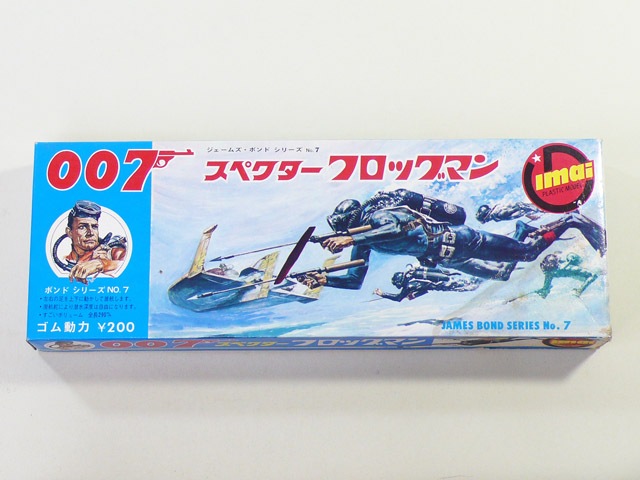 007
ジェームズ・ボンド シリーズ No.7
スペクター フロッグマン
imai
PLASTIC MODEL
ボンド シリーズ NO.7
ゴム動力 ¥200
JAMES BOND SERIES No. 7
007 スペクター フロッグマン